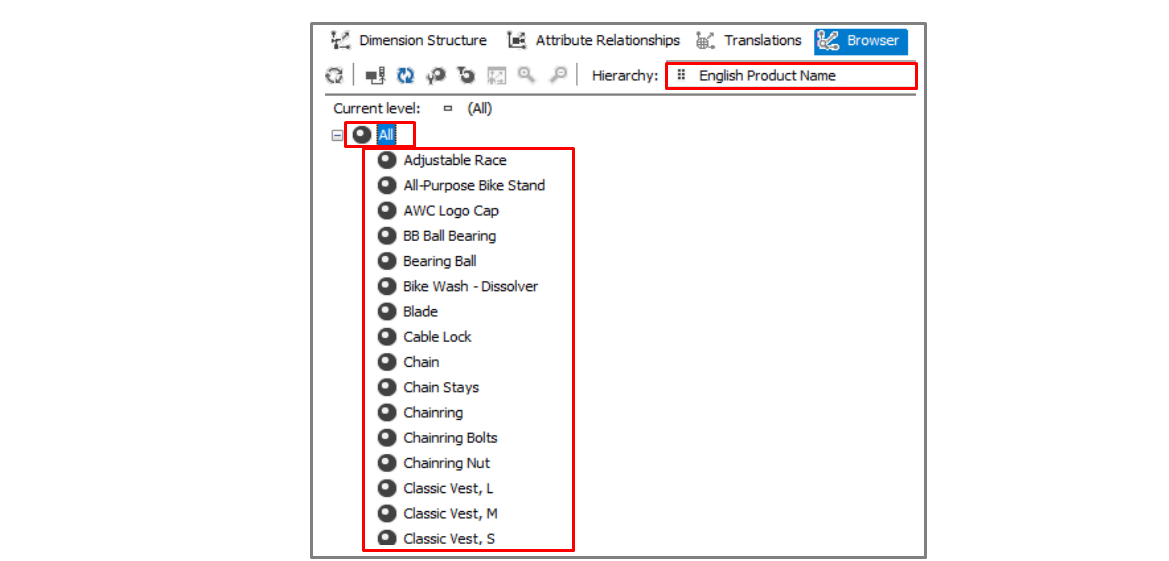 Dimension Structure Attribute Relationships Translations Browser
Hierarchy: English Product Name
Current level: (All)
All
Adjustable Race
All-Purpose Bike Stand
AWC Logo Cap
BB Ball Bearing
Bearing Ball
Bike Wash - Dissolver
Blade
Cable Lock
Chain
Chain Stays
Chainring
Chainring Bolts
Chainring Nut
Classic Vest, L
Classic Vest, M
Classic Vest, S